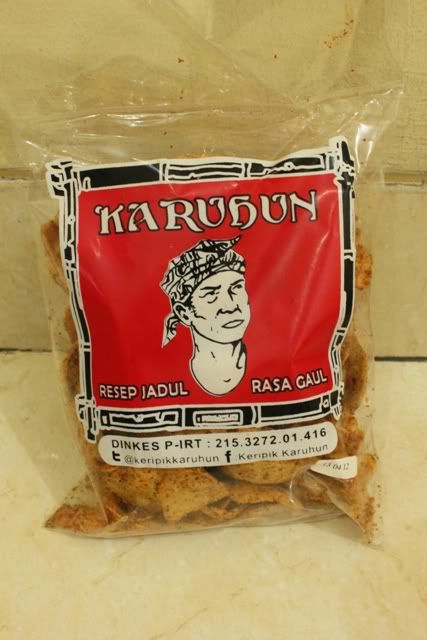 KARUHUN
RESEP JADUL RASA GAUL
DINKES P-IRT : 215.3272.01.416
@keripikkaruhun f Keripik Karuhun